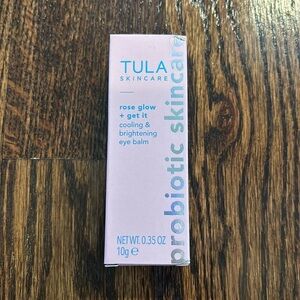 TULA
SKINCARE
rose glow
+ get it
cooling &
brightening
eye balm
NET WT. 0.35 OZ
10g e
probiotic skincare